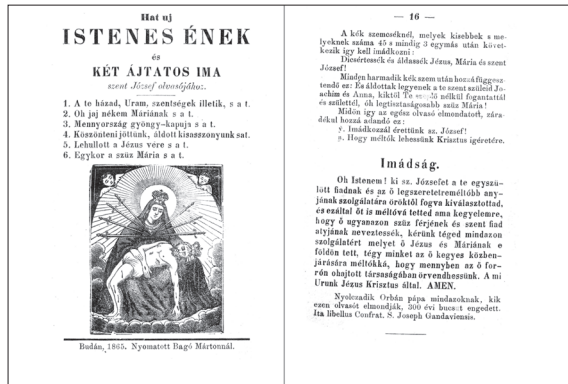 Hat uj
ISTENES ÉNEK
és
KÉT ÁJTATOS IMA
szent József olvasójához.
1. A te házad, Uram, szentségek illetik, s a t.
2. Oh jaj nékem Máriának s a t.
3. Mennyország gyöngy-kapuja s a t.
4. Köszönteni jöttünk, áldott kisasszonyunk sat.
5. Lehullott a Jézus vére s a t.
6. Egykor a szüz Mária s a t.
Budán, 1865. Nyomatott Bagó Mártonnál.
— 16 —
A kék szemcséknél, melyek kisebbek s me-
lyeknek száma 45 s mindig 3 egymás után követ-
kezik igy kell imádkozni:
Dicsértessék és áldassék Jézus, Mária és szent
József!
Minden harmadik kék szem után hozzá függesz-
tendő ez: És áldottak legyenek a te szent szüleid Jo-
achim és Anna, kiktől Te szeplő nélkül fogantattál
és születtél, óh legtisztaságosabb szüz Mária!
Midőn igy az egész olvasó elmondatott, zára-
dékul hozzá adandó ez:
℣. Imádkozzál érettünk sz. József!
℟. Hogy méltók lehessünk Krisztus igéretére.
Imádság.
Oh Istenem! ki sz. Józsefet a te egyszü-
lött fiadnak és az ő legszeretetreméltóbb any-
jának szolgálatára öröktől fogva kiválasztottad,
és ezáltal őt is méltóvá tetted ama kegyelemre,
hogy ő ugyanazon szüz férjének és szent fiad
atyjának neveztessék, kérünk téged mindazon
szolgálatért melyet ő Jézus és Máriának e
földön tett, tégy minket az ő kegyes közben-
járására méltókká, hogy mennyben az ő for-
rón ohajtott társaságában örvendhessünk. A mi
Urunk Jézus Krisztus által. AMEN.
Nyolczadik Orbán pápa mindazoknak, kik
ezen olvasót elmondják, 300 évi bucsut engedett.
Ita libellus Confrat. S. Joseph Gandaviensis.